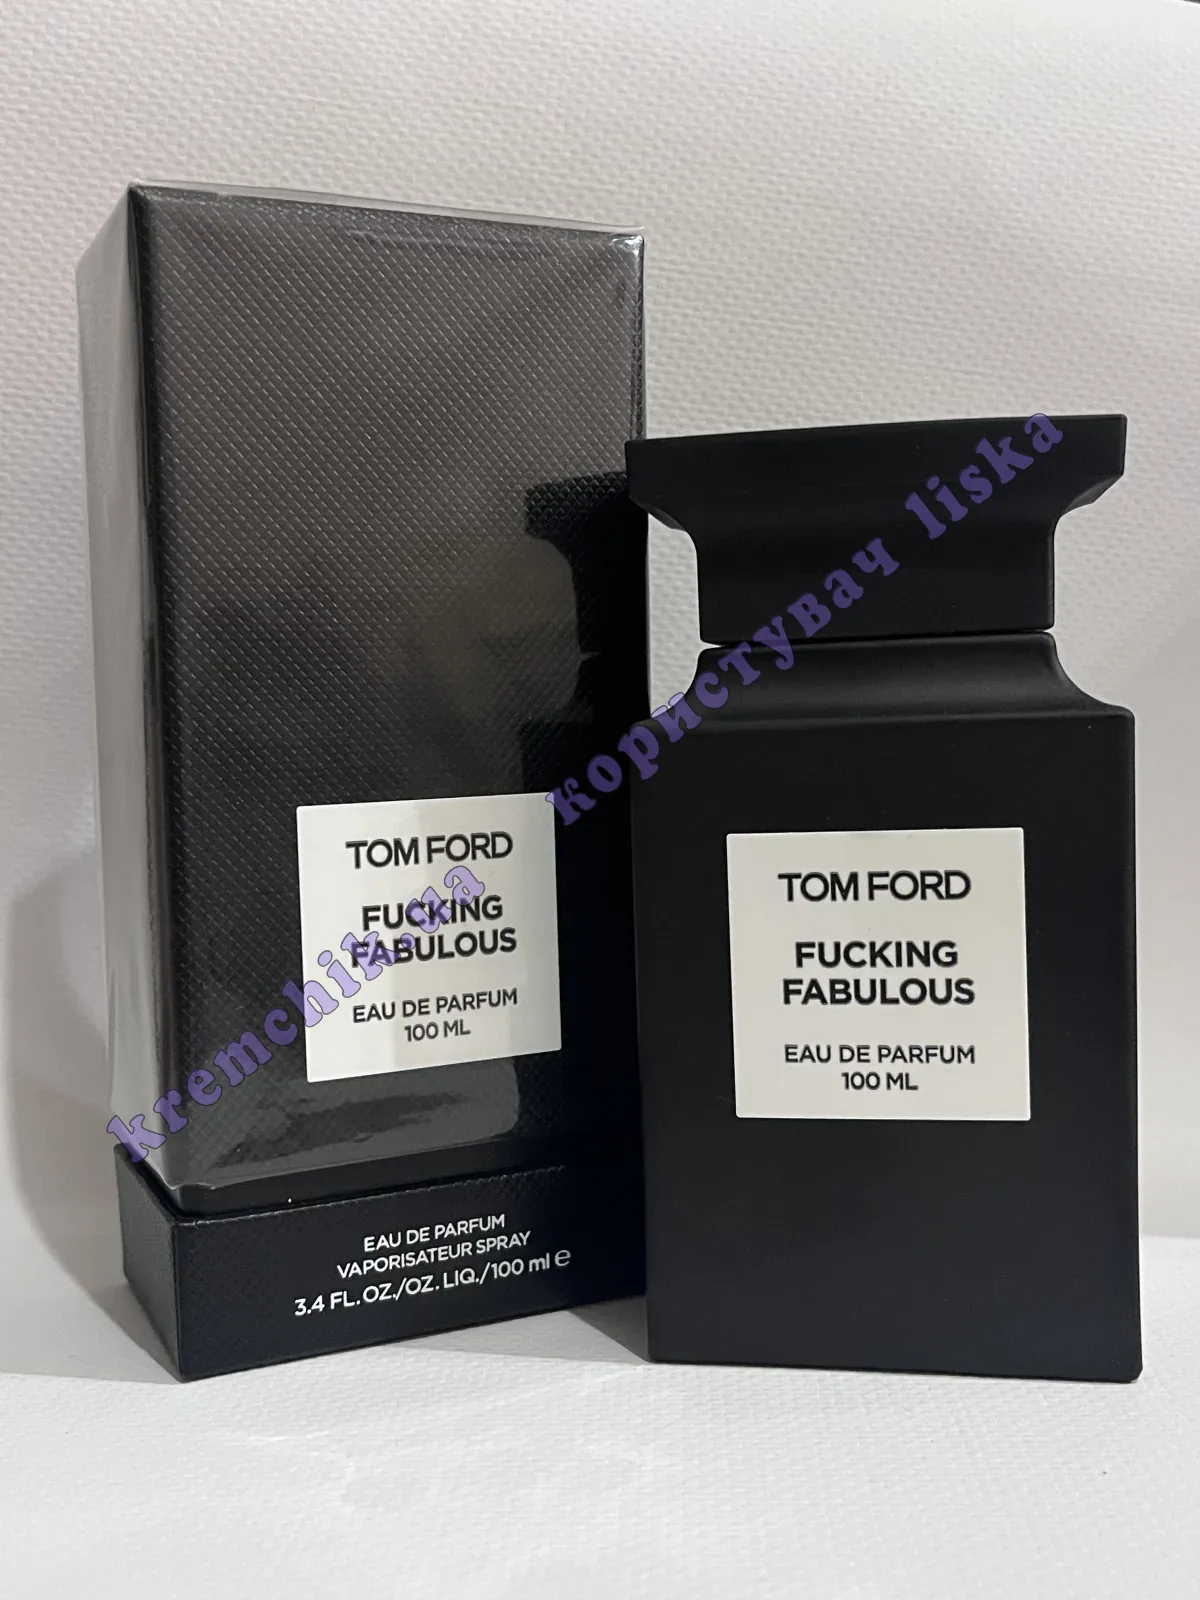 TOM FORD
FUCKING
FABULOUS
EAU DE PARFUM
100 ML
EAU DE PARFUM
VAPORISATEUR SPRAY
3.4 FL. OZ./OZ. LIQ./100 ml e
TOM FORD
FUCKING
FABULOUS
EAU DE PARFUM
100 ML
kremchik.ua
користувач liska